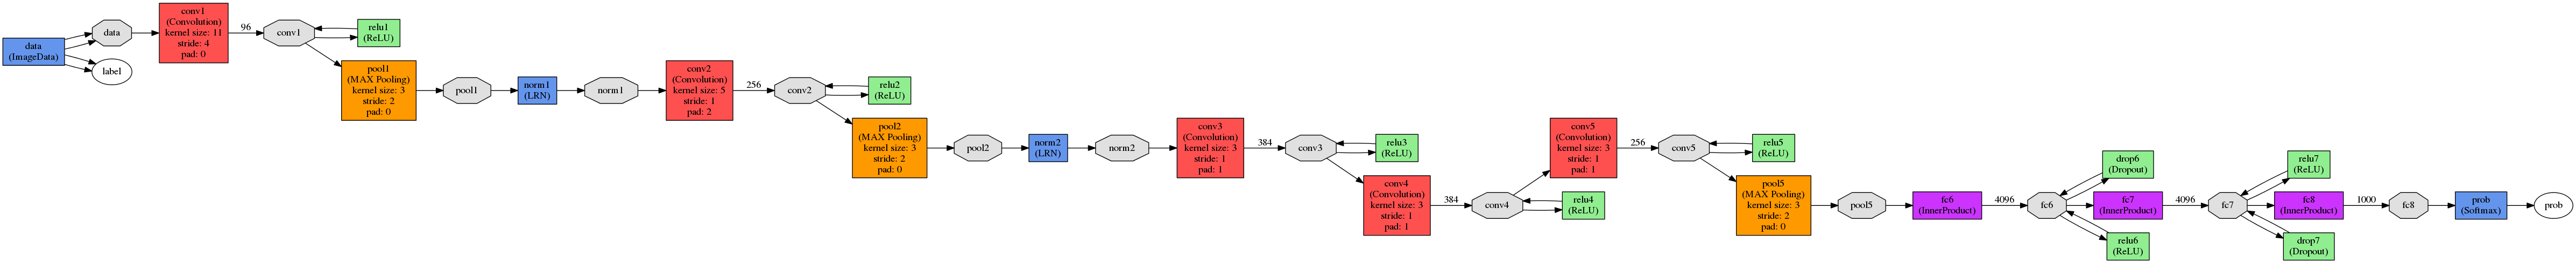 data
(ImageData)
data
label
conv1
(Convolution)
kernel size: 11
stride: 4
pad: 0
96
conv1
relu1
(ReLU)
pool1
(MAX Pooling)
kernel size: 3
stride: 2
pad: 0
pool1
norm1
(LRN)
norm1
conv2
(Convolution)
kernel size: 5
stride: 1
pad: 2
256
conv2
relu2
(ReLU)
pool2
(MAX Pooling)
kernel size: 3
stride: 2
pad: 0
pool2
norm2
(LRN)
norm2
conv3
(Convolution)
kernel size: 3
stride: 1
pad: 1
384
conv3
relu3
(ReLU)
conv4
(Convolution)
kernel size: 3
stride: 1
pad: 1
384
conv4
relu4
(ReLU)
conv5
(Convolution)
kernel size: 3
stride: 1
pad: 1
256
conv5
relu5
(ReLU)
pool5
(MAX Pooling)
kernel size: 3
stride: 2
pad: 0
pool5
fc6
(InnerProduct)
4096
fc6
drop6
(Dropout)
relu6
(ReLU)
fc7
(InnerProduct)
4096
fc7
relu7
(ReLU)
drop7
(Dropout)
fc8
(InnerProduct)
1000
fc8
prob
(Softmax)
prob